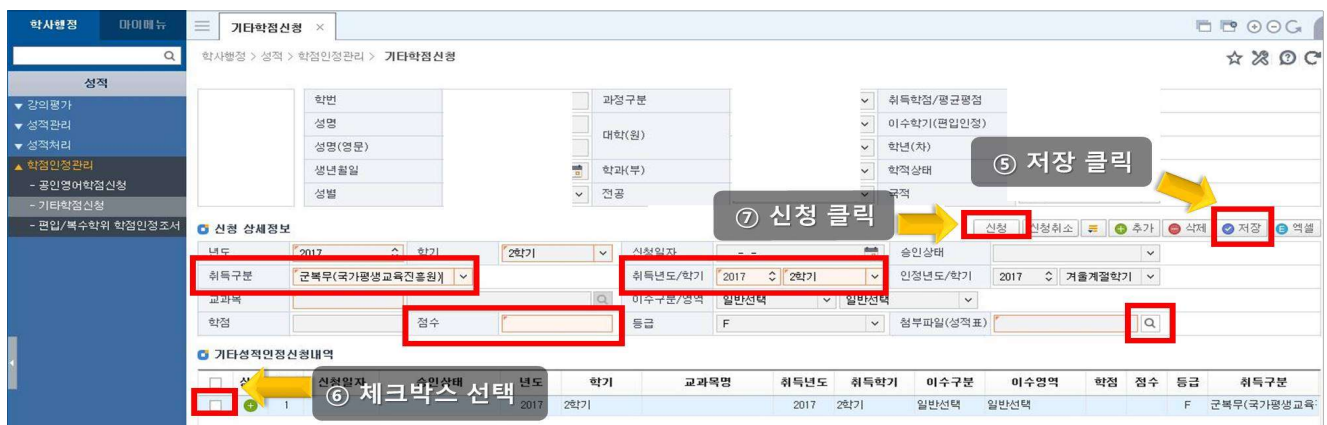 학사행정 마이메뉴 기타학점신청 ×
학사행정 > 성적 > 학점인정관리 > 기타학점신청
성적
▼ 강의평가
▼ 성적관리
▼ 성적처리
▲ 학점인정관리
- 공인영어학점신청
- 기타학점신청
- 편입/복수학위 학점인정조서
학번 과정구분 취득학점/평균평점
성명 대학(원) 이수학기(편입인정)
성명(영문) 학년(차)
생년월일 학과(부) 학적상태
성별 전공 국적
⑤ 저장 클릭
⑦ 신청 클릭
신청 상세정보 신청 신청취소 추가 삭제 저장 엑셀
년도 2017 학기 2학기 신청일자 - - 승인상태
취득구분 군복무(국가평생교육진흥원)( 취득년도/학기 2017 2학기 인정년도/학기 2017 겨울계절학기
교과목 이수구분/영역 일반선택 일반선택
학점 점수 등급 F 첨부파일(성적표)
기타성적인정신청내역
신청일자 승인상태 년도 학기 교과목명 취득년도 취득학기 이수구분 이수영역 학점 점수 등급 취득구분
⑥ 체크박스 선택
1 2017 2학기 2017 2학기 일반선택 일반선택 F 군복무(국가평생교육